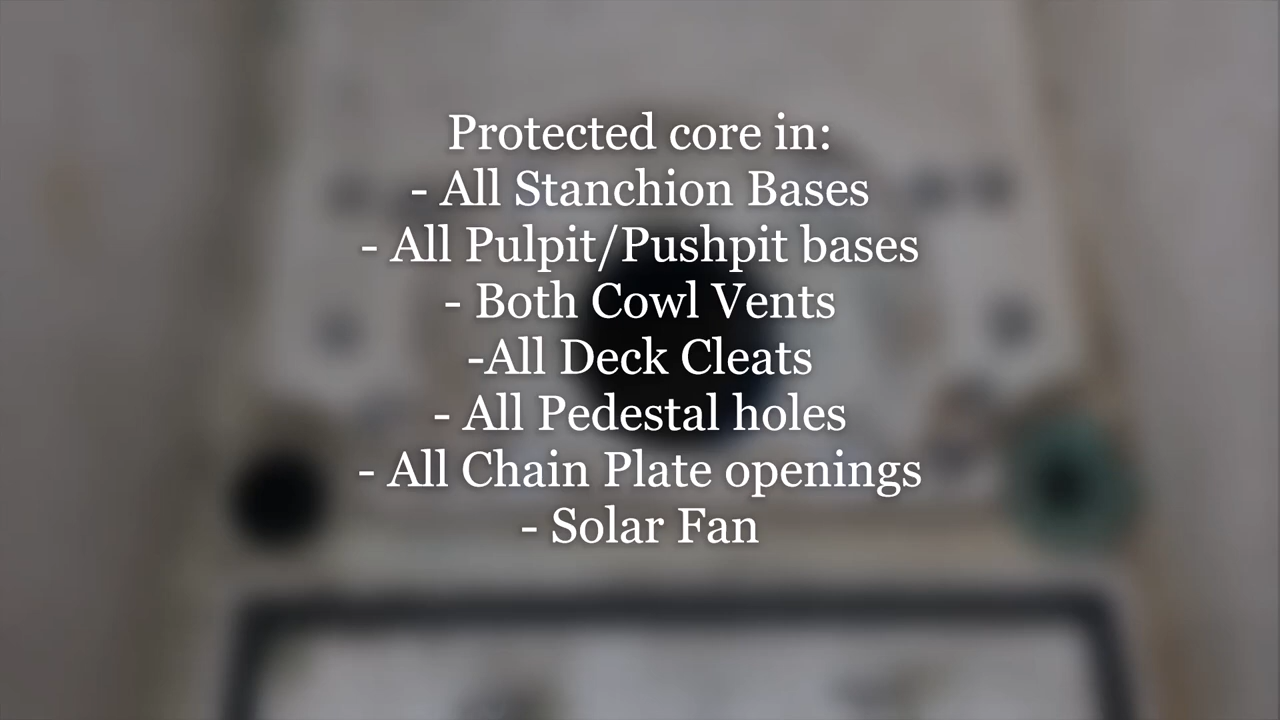 Protected core in:
- All Stanchion Bases
- All Pulpit/Pushpit bases
- Both Cowl Vents
-All Deck Cleats
- All Pedestal holes
- All Chain Plate openings
- Solar Fan